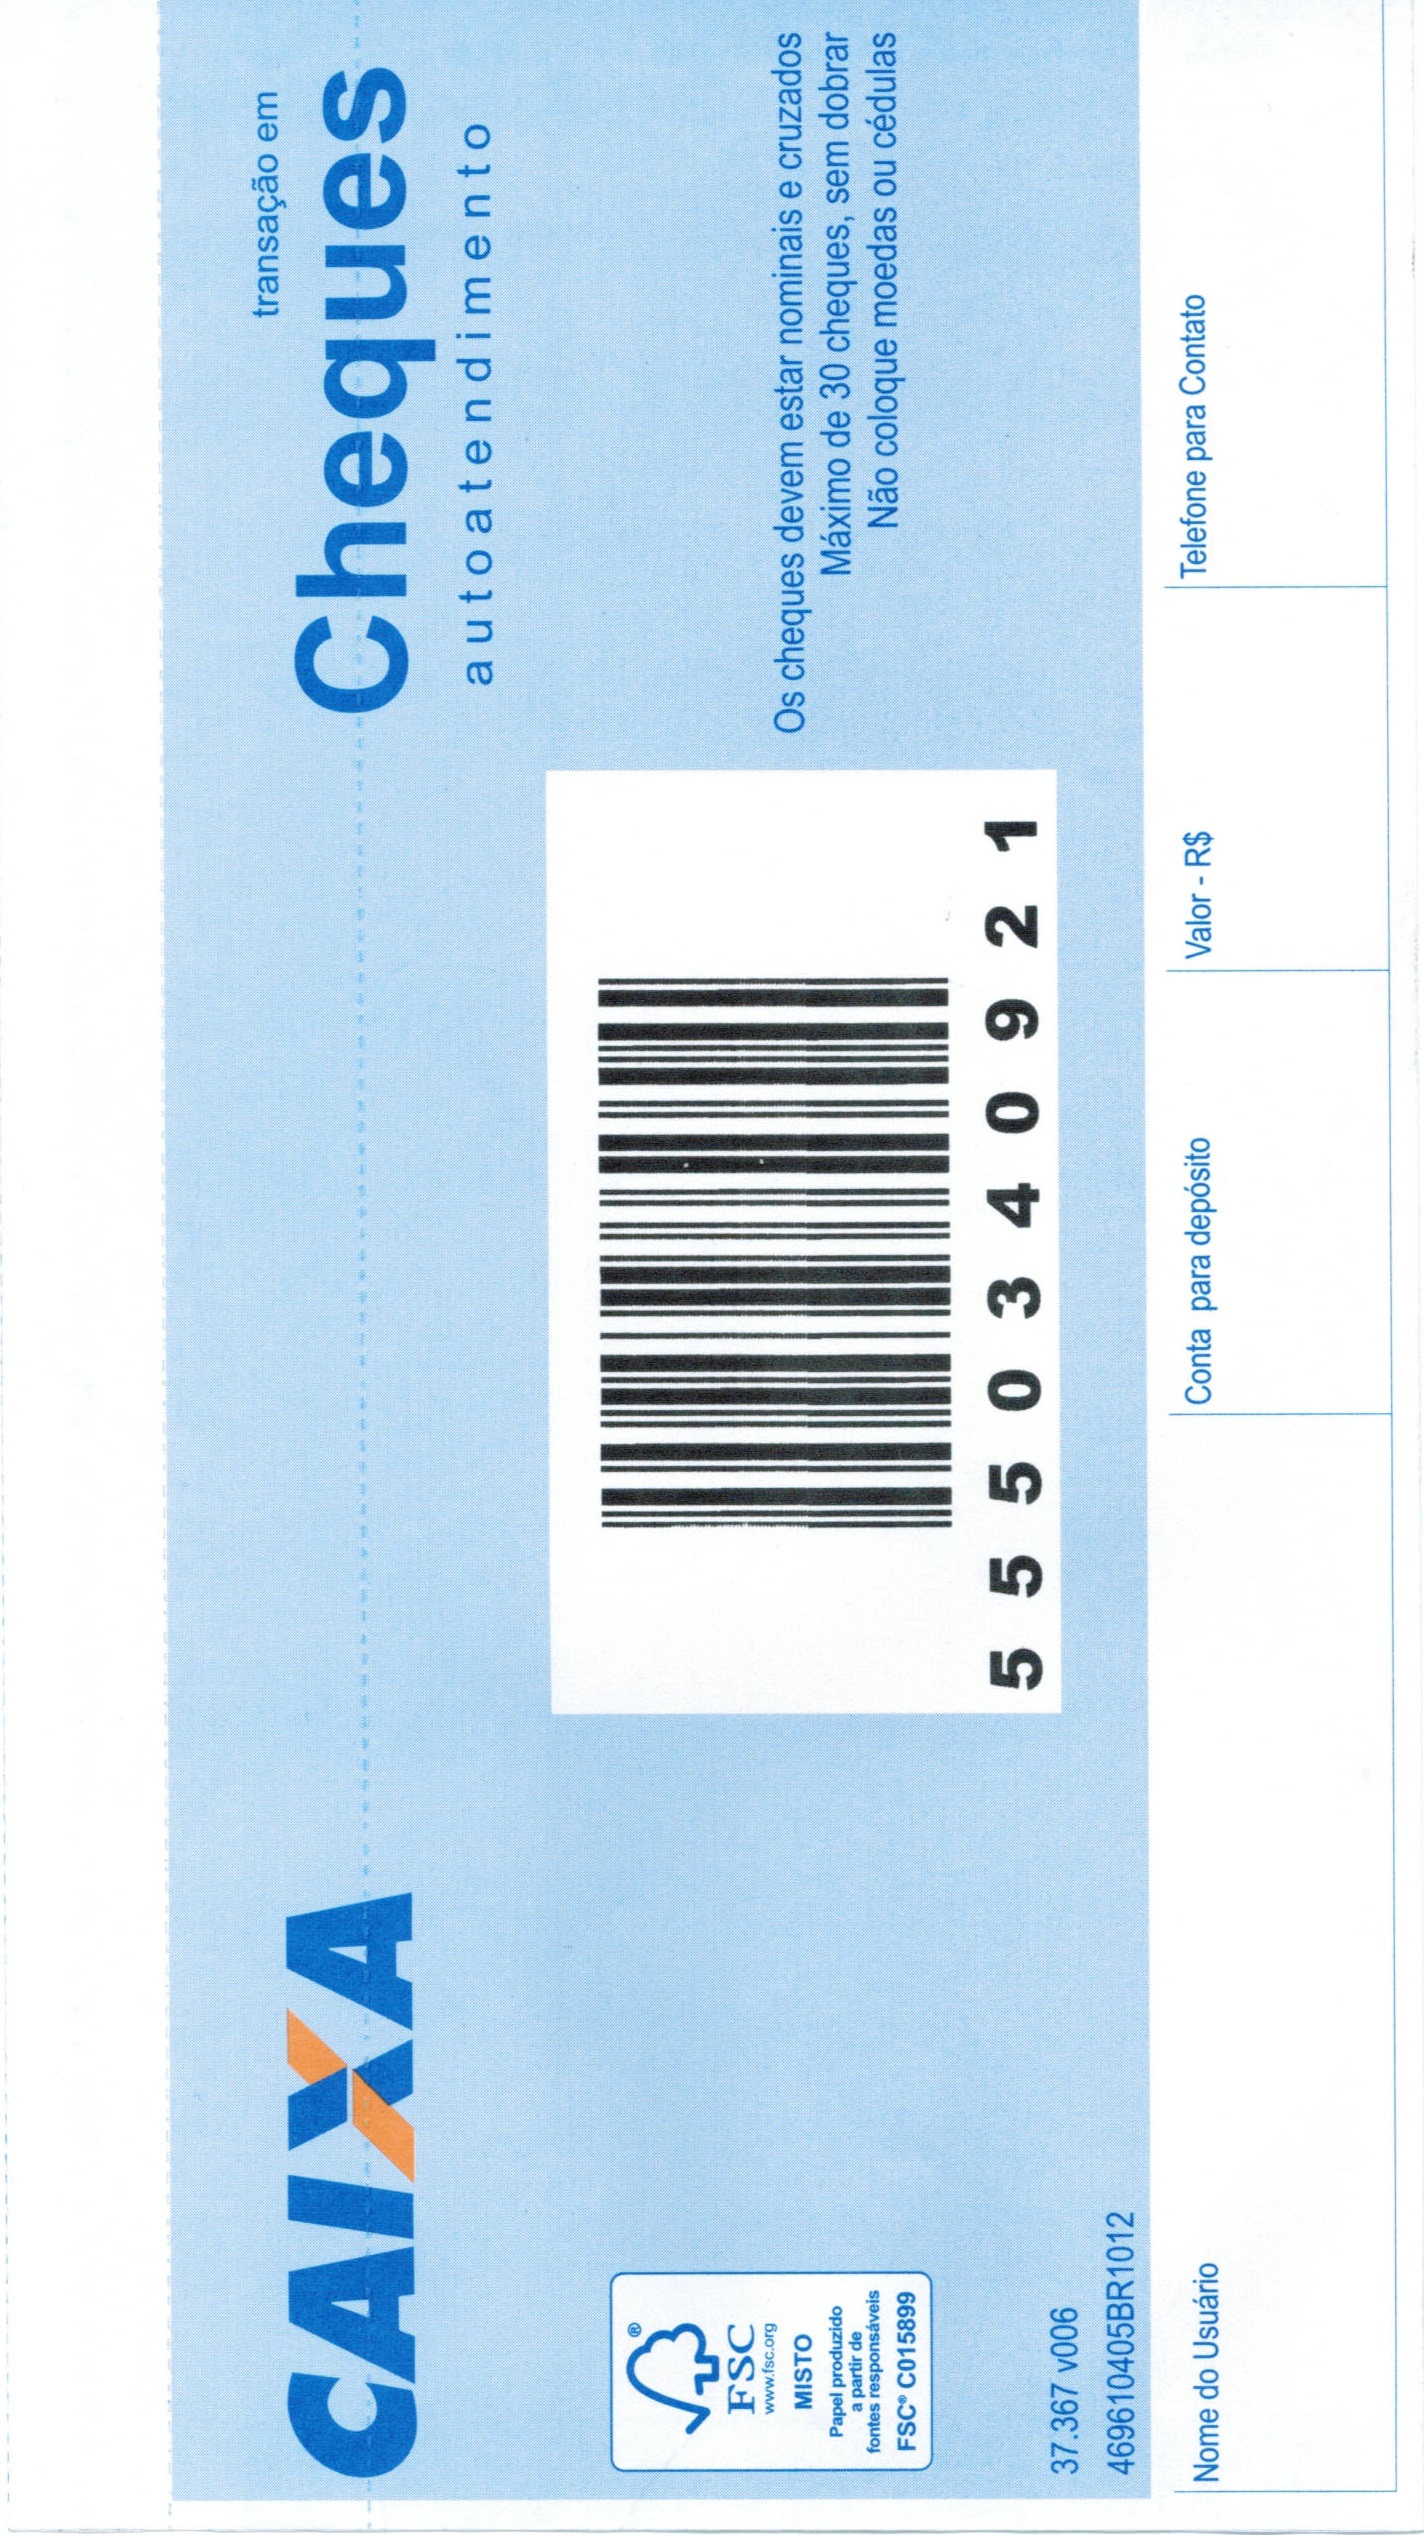 CAIXA
transação em
Cheques
autoatendimento
FSC®
www.fsc.org
MISTO
Papel produzido
a partir de
fontes responsáveis
FSC® C015899
5550340921
Os cheques devem estar nominais e cruzados
Máximo de 30 cheques, sem dobrar
Não coloque moedas ou cédulas
37.367 v006
469610405BR1012
Nome do Usuário
Conta para depósito
Valor - R$
Telefone para Contato